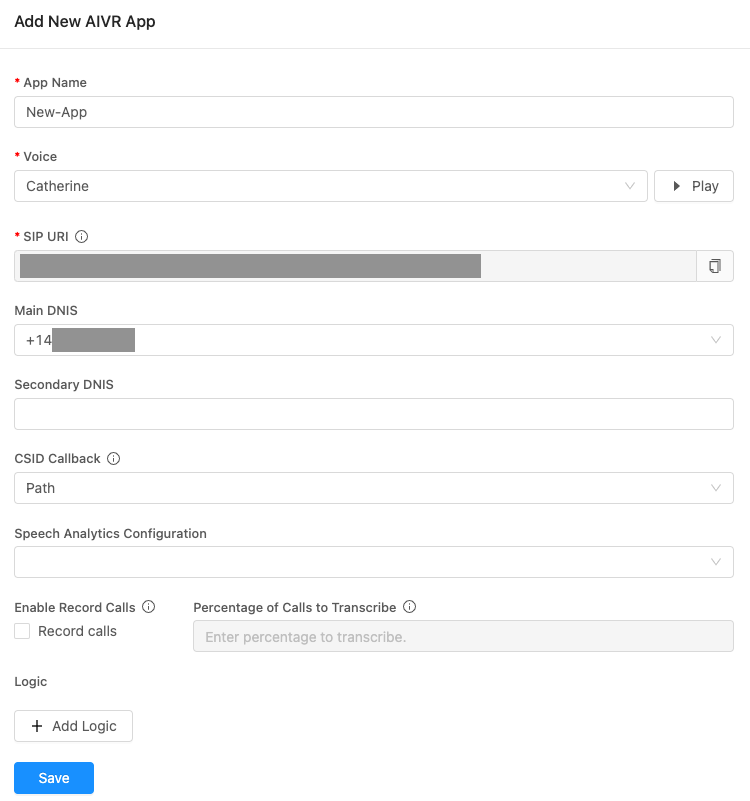 Add New AIVR App
* App Name
New-App
* Voice
Catherine
Play
* SIP URI
Main DNIS
+14
Secondary DNIS
CSID Callback
Path
Speech Analytics Configuration
Enable Record Calls
Percentage of Calls to Transcribe
Record calls
Enter percentage to transcribe.
Logic
+ Add Logic
Save